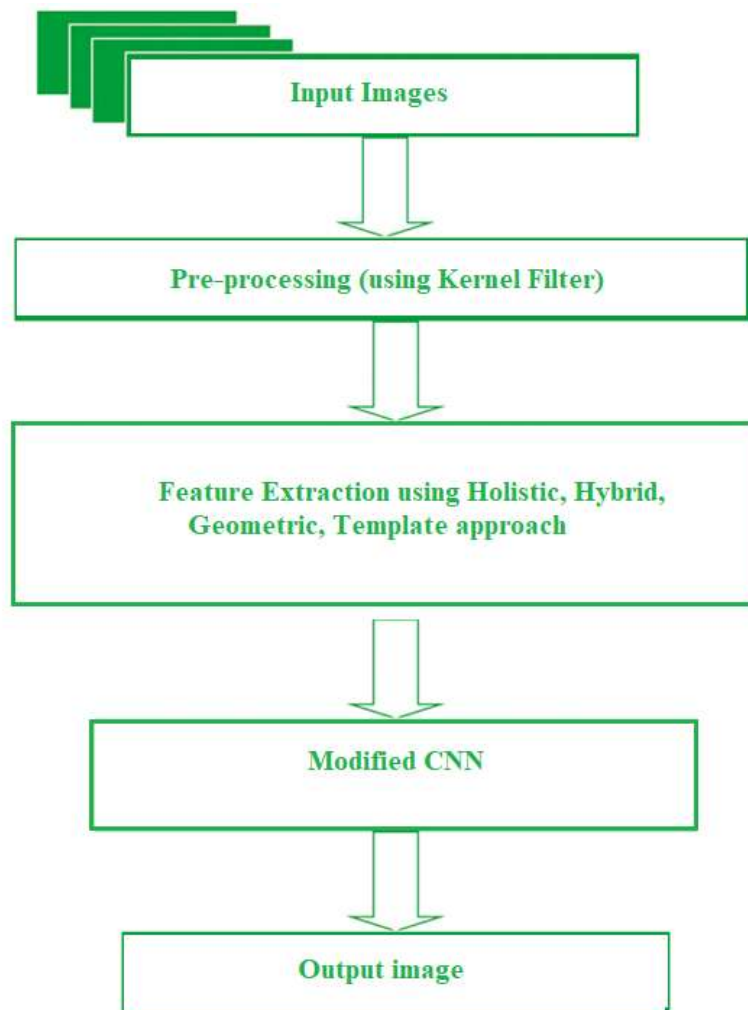 Input Images
Pre-processing (using Kernel Filter)
Feature Extraction using Holistic, Hybrid,
Geometric, Template approach
Modified CNN
Output image